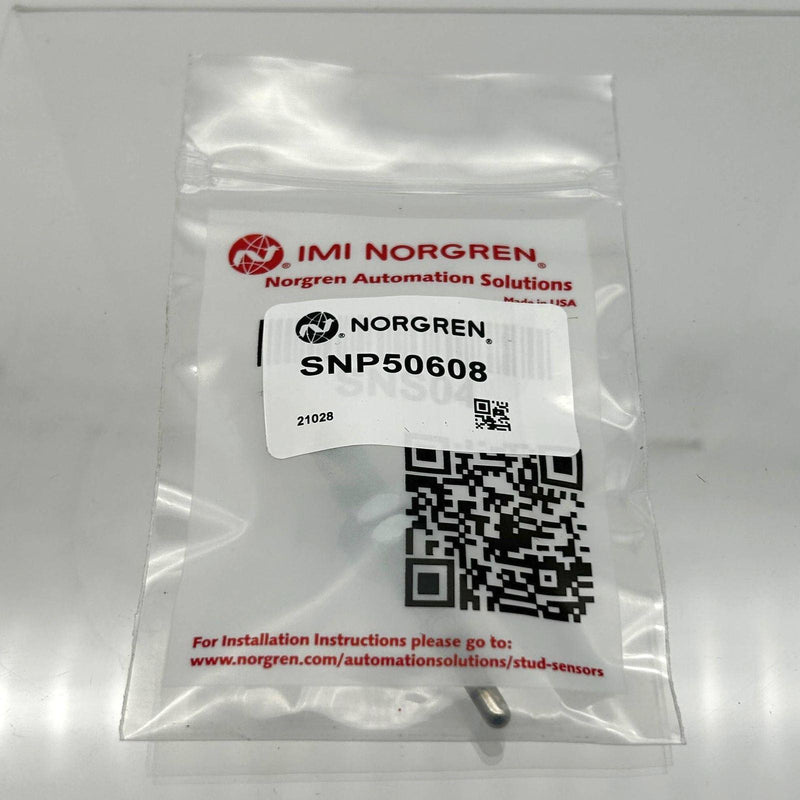 IMI NORGREN®
Norgren Automation Solutions
Made in USA
NORGREN®
SNP50608
SNS04
21028
For Installation Instructions please go to:
www.norgren.com/automationsolutions/stud-sensors